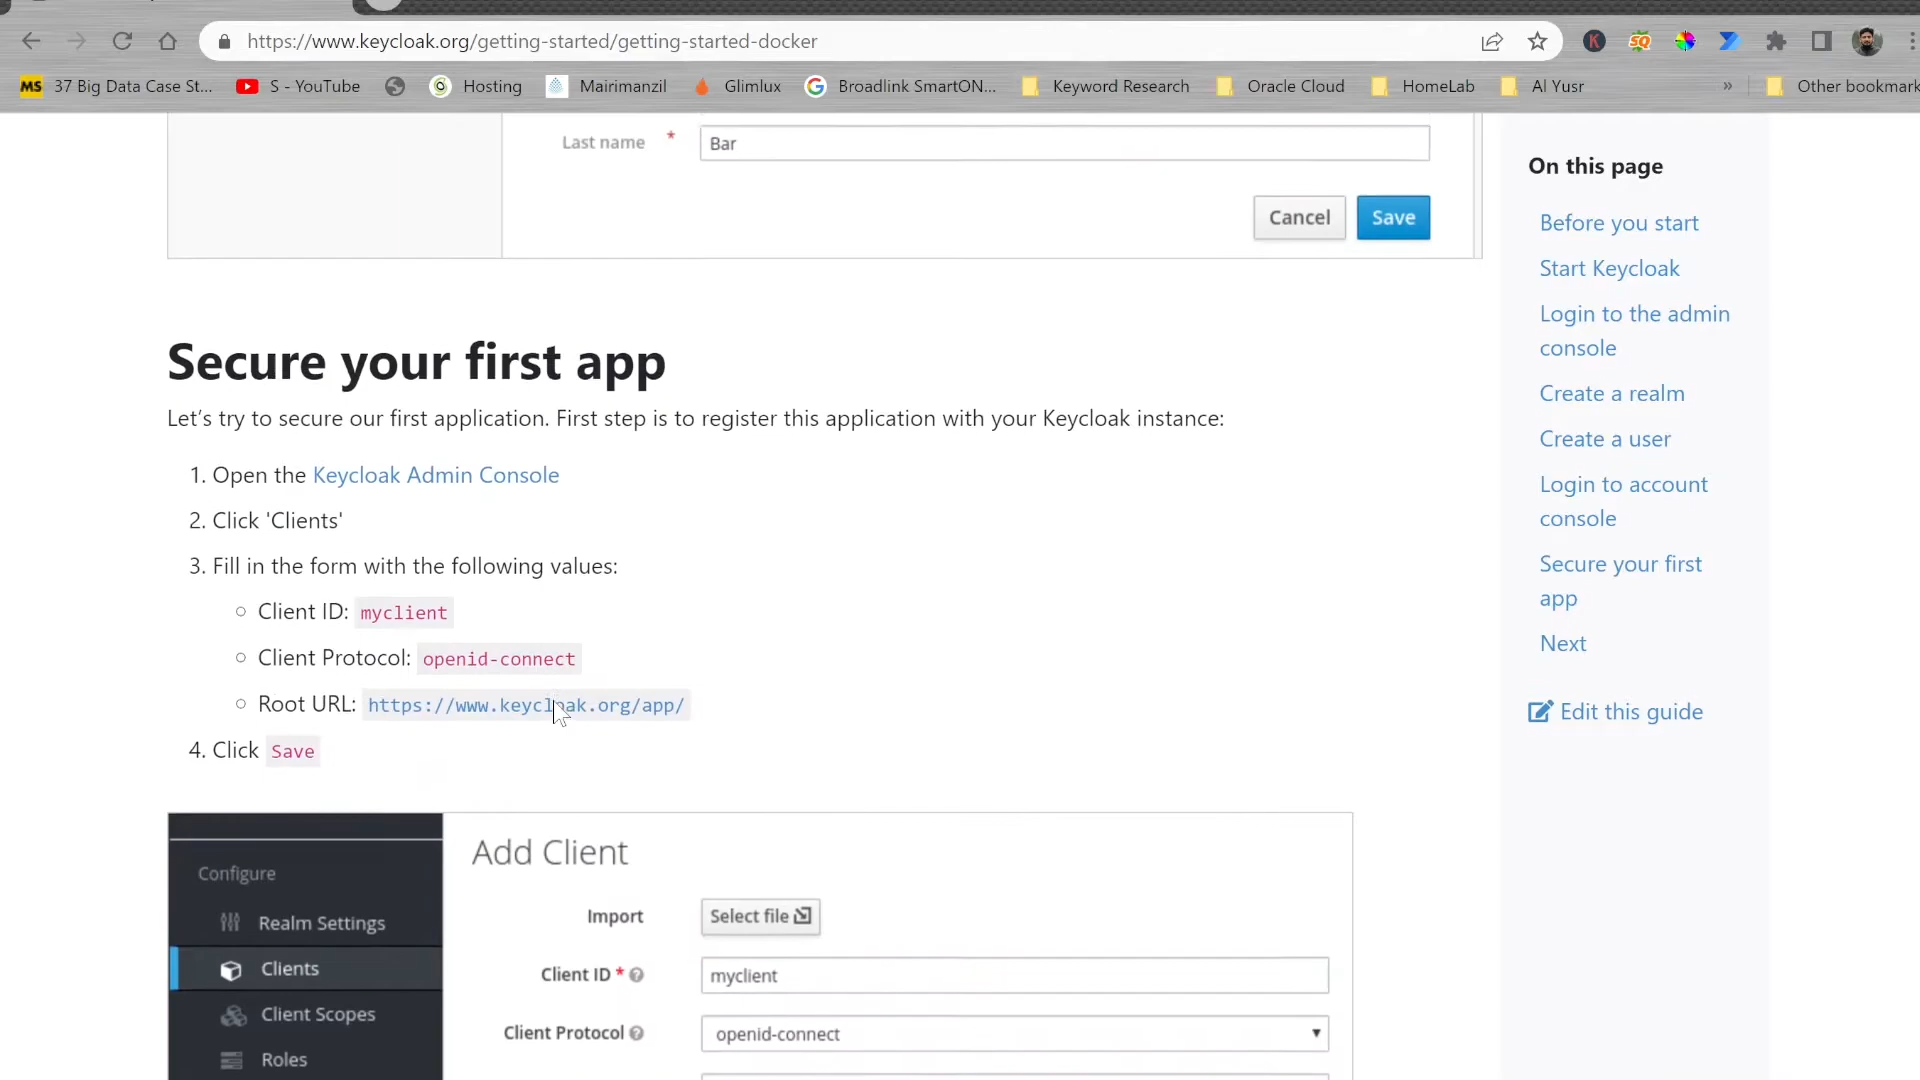 https://www.keycloak.org/getting-started/getting-started-docker
MS 37 Big Data Case St...
S - YouTube
Hosting
Mairimanzil
Glimlux
Broadlink SmartON...
Keyword Research
Oracle Cloud
HomeLab
Al Yusr
»
Other bookmark
Last name *
Bar
Cancel
Save
Secure your first app
Let's try to secure our first application. First step is to register this application with your Keycloak instance:
1. Open the Keycloak Admin Console
2. Click 'Clients'
3. Fill in the form with the following values:
Client ID: myclient
Client Protocol: openid-connect
Root URL: https://www.keycloak.org/app/
4. Click Save
Configure
Realm Settings
Clients
Client Scopes
Roles
Add Client
Import
Select file
Client ID *
myclient
Client Protocol
openid-connect
On this page
Before you start
Start Keycloak
Login to the admin
console
Create a realm
Create a user
Login to account
console
Secure your first
app
Next
Edit this guide